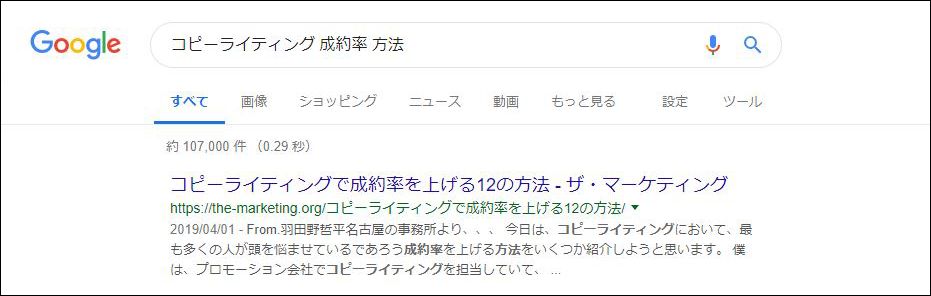 Google コピーライティング 成約率 方法
すべて 画像 ショッピング ニュース 動画 もっと見る 設定 ツール
約 107,000 件 （0.29 秒）
コピーライティングで成約率を上げる12の方法 - ザ・マーケティング
https://the-marketing.org/コピーライティングで成約率を上げる12の方法/
2019/04/01 - From.羽田野哲平名古屋の事務所より、、、 今日は、コピーライティングにおいて、最
も多くの人が頭を悩ませているであろう成約率を上げる方法をいくつか紹介しようと思います。 僕
は、プロモーション会社でコピーライティングを担当していて、 ...